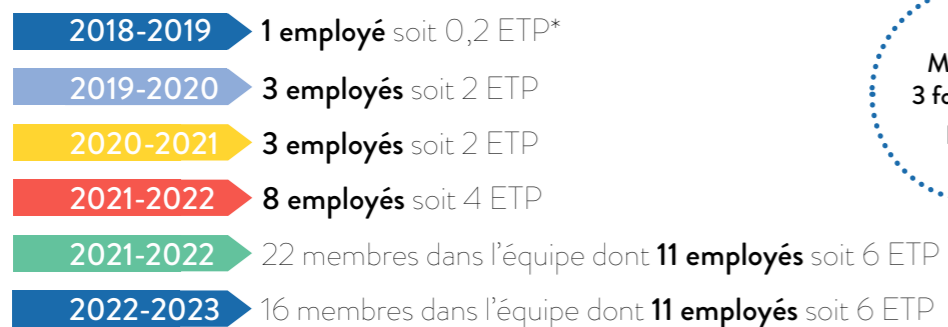 2018-2019 1 employé soit 0,2 ETP*
2019-2020 3 employés soit 2 ETP
2020-2021 3 employés soit 2 ETP
2021-2022 8 employés soit 4 ETP
2021-2022 22 membres dans l'équipe dont 11 employés soit 6 ETP
2022-2023 16 membres dans l'équipe dont 11 employés soit 6 ETP
3